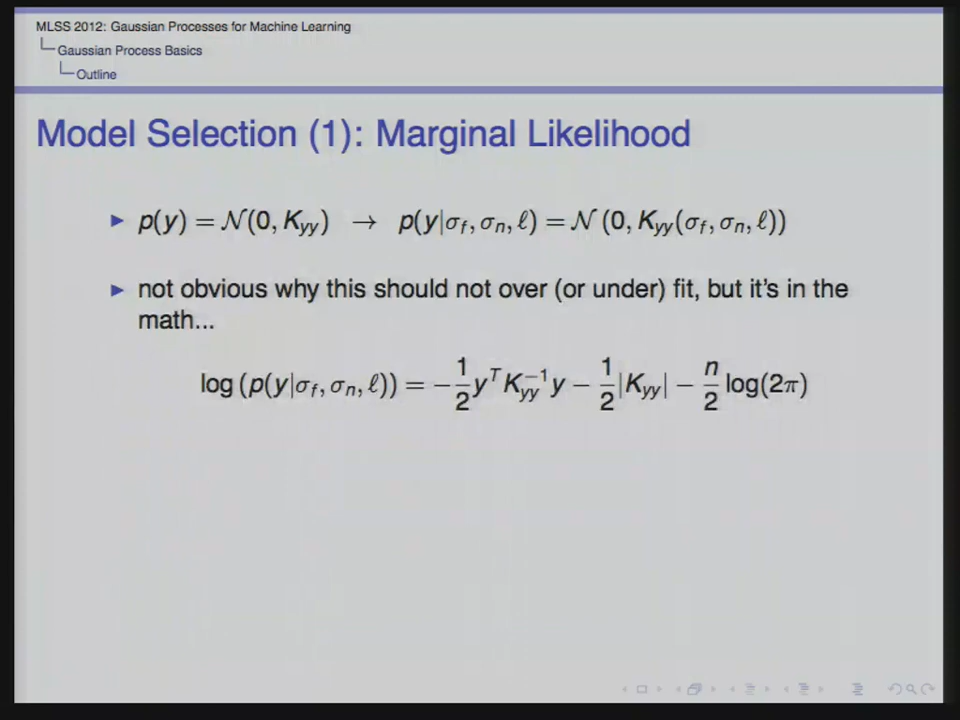 MLSS 2012: Gaussian Processes for Machine Learning
Gaussian Process Basics
Outline
Model Selection (1): Marginal Likelihood
▶ p(y) = 𝒩(0, K_yy) → p(y|σ_f, σ_n, ℓ) = 𝒩(0, K_yy(σ_f, σ_n, ℓ))
▶ not obvious why this should not over (or under) fit, but it's in the
math...
log(p(y|σ_f, σ_n, ℓ)) = −1/2 y^T K_yy^−1 y − 1/2 |K_yy| − n/2 log(2π)